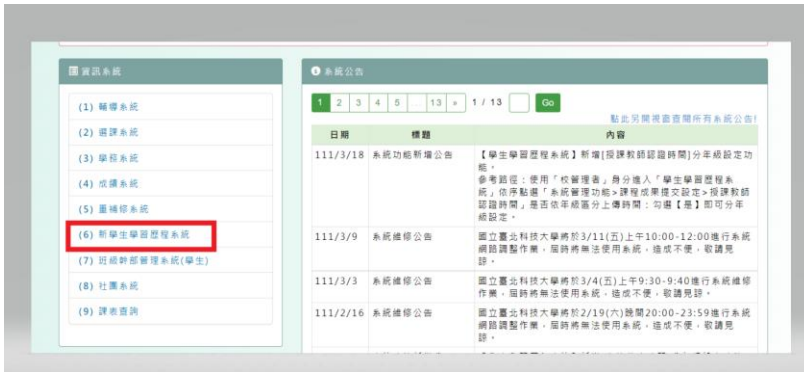 資訊系統
(1) 輔導系統
(2) 選課系統
(3) 學務系統
(4) 成績系統
(5) 重補修系統
(6) 新學生學習歷程系統
(7) 班級幹部管理系統(學生)
(8) 社團系統
(9) 課表查詢
系統公告
1 2 3 4 5 ... 13 » 1 / 13 Go
點此另開視窗查閱所有系統公告!
日期 標題 內容
111/3/18 系統功能新增公告 【學生學習歷程系統】新增[授課教師認證時間]分年級設定功
能。
參考路徑：使用「校管理者」身分進入「學生學習歷程系
統」依序點選「系統管理功能>課程成果提交設定>授課教師
認證時間」是否依年級區分上傳時間：勾選【是】即可分年
級設定。
111/3/9 系統維修公告 國立臺北科技大學將於3/11(五)上午10:00-12:00進行系統
網路調整作業，屆時將無法使用系統，造成不便，敬請見
諒。
111/3/3 系統維修公告 國立臺北科技大學將於3/4(五)上午9:30-9:40進行系統維修
作業，屆時將無法使用系統，造成不便，敬請見諒。
111/2/16 系統維修公告 國立臺北科技大學將於2/19(六)晚間20:00-23:59進行系統
網路調整作業，屆時將無法使用系統，造成不便，敬請見
諒。